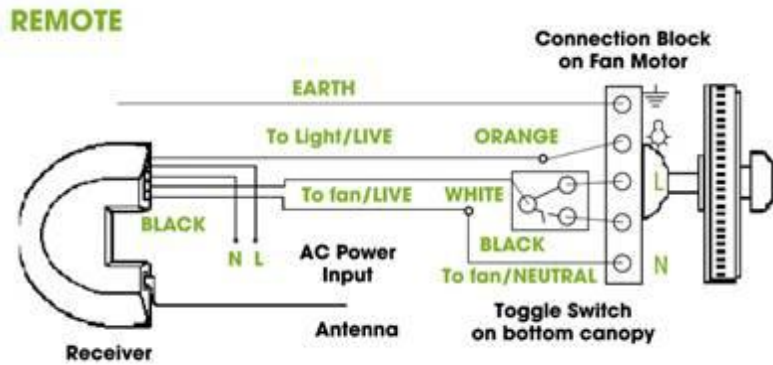 REMOTE
Connection Block
on Fan Motor
EARTH
To Light/LIVE
ORANGE
To fan/LIVE
WHITE
L
BLACK
N L
AC Power
Input
BLACK
To fan/NEUTRAL
N
Antenna
Toggle Switch
on bottom canopy
Receiver